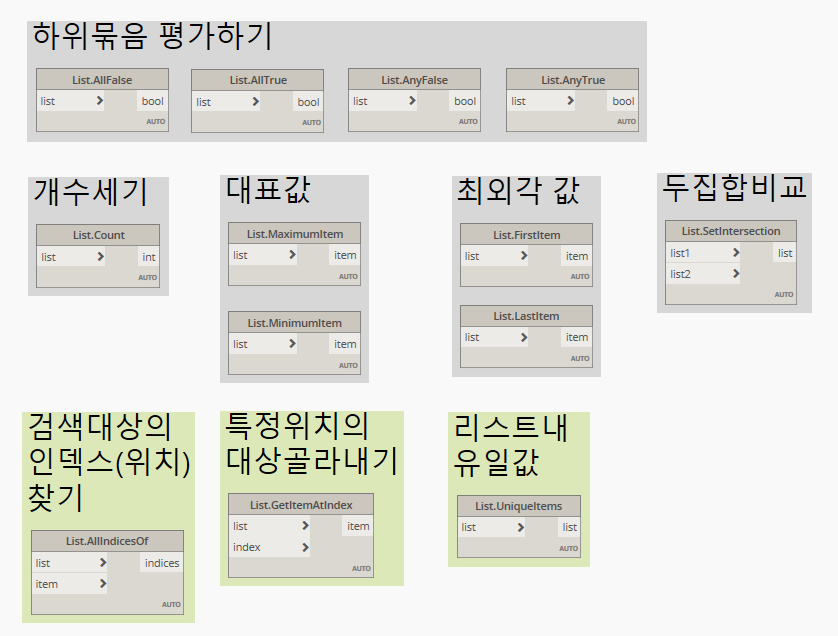 하위묶음 평가하기
List.AllFalse
list > bool
AUTO
List.AllTrue
list > bool
AUTO
List.AnyFalse
list > bool
AUTO
List.AnyTrue
list > bool
AUTO
개수세기
List.Count
list > int
AUTO
대표값
List.MaximumItem
list > item
AUTO
List.MinimumItem
list > item
AUTO
최외각 값
List.FirstItem
list > item
AUTO
List.LastItem
list > item
AUTO
두집합비교
List.SetIntersection
list1 > list
list2 >
AUTO
검색대상의
인덱스(위치)
찾기
List.AllIndicesOf
list > indices
item >
AUTO
특정위치의
대상골라내기
List.GetItemAtIndex
list > item
index >
AUTO
리스트내
유일값
List.UniqueItems
list > list
AUTO